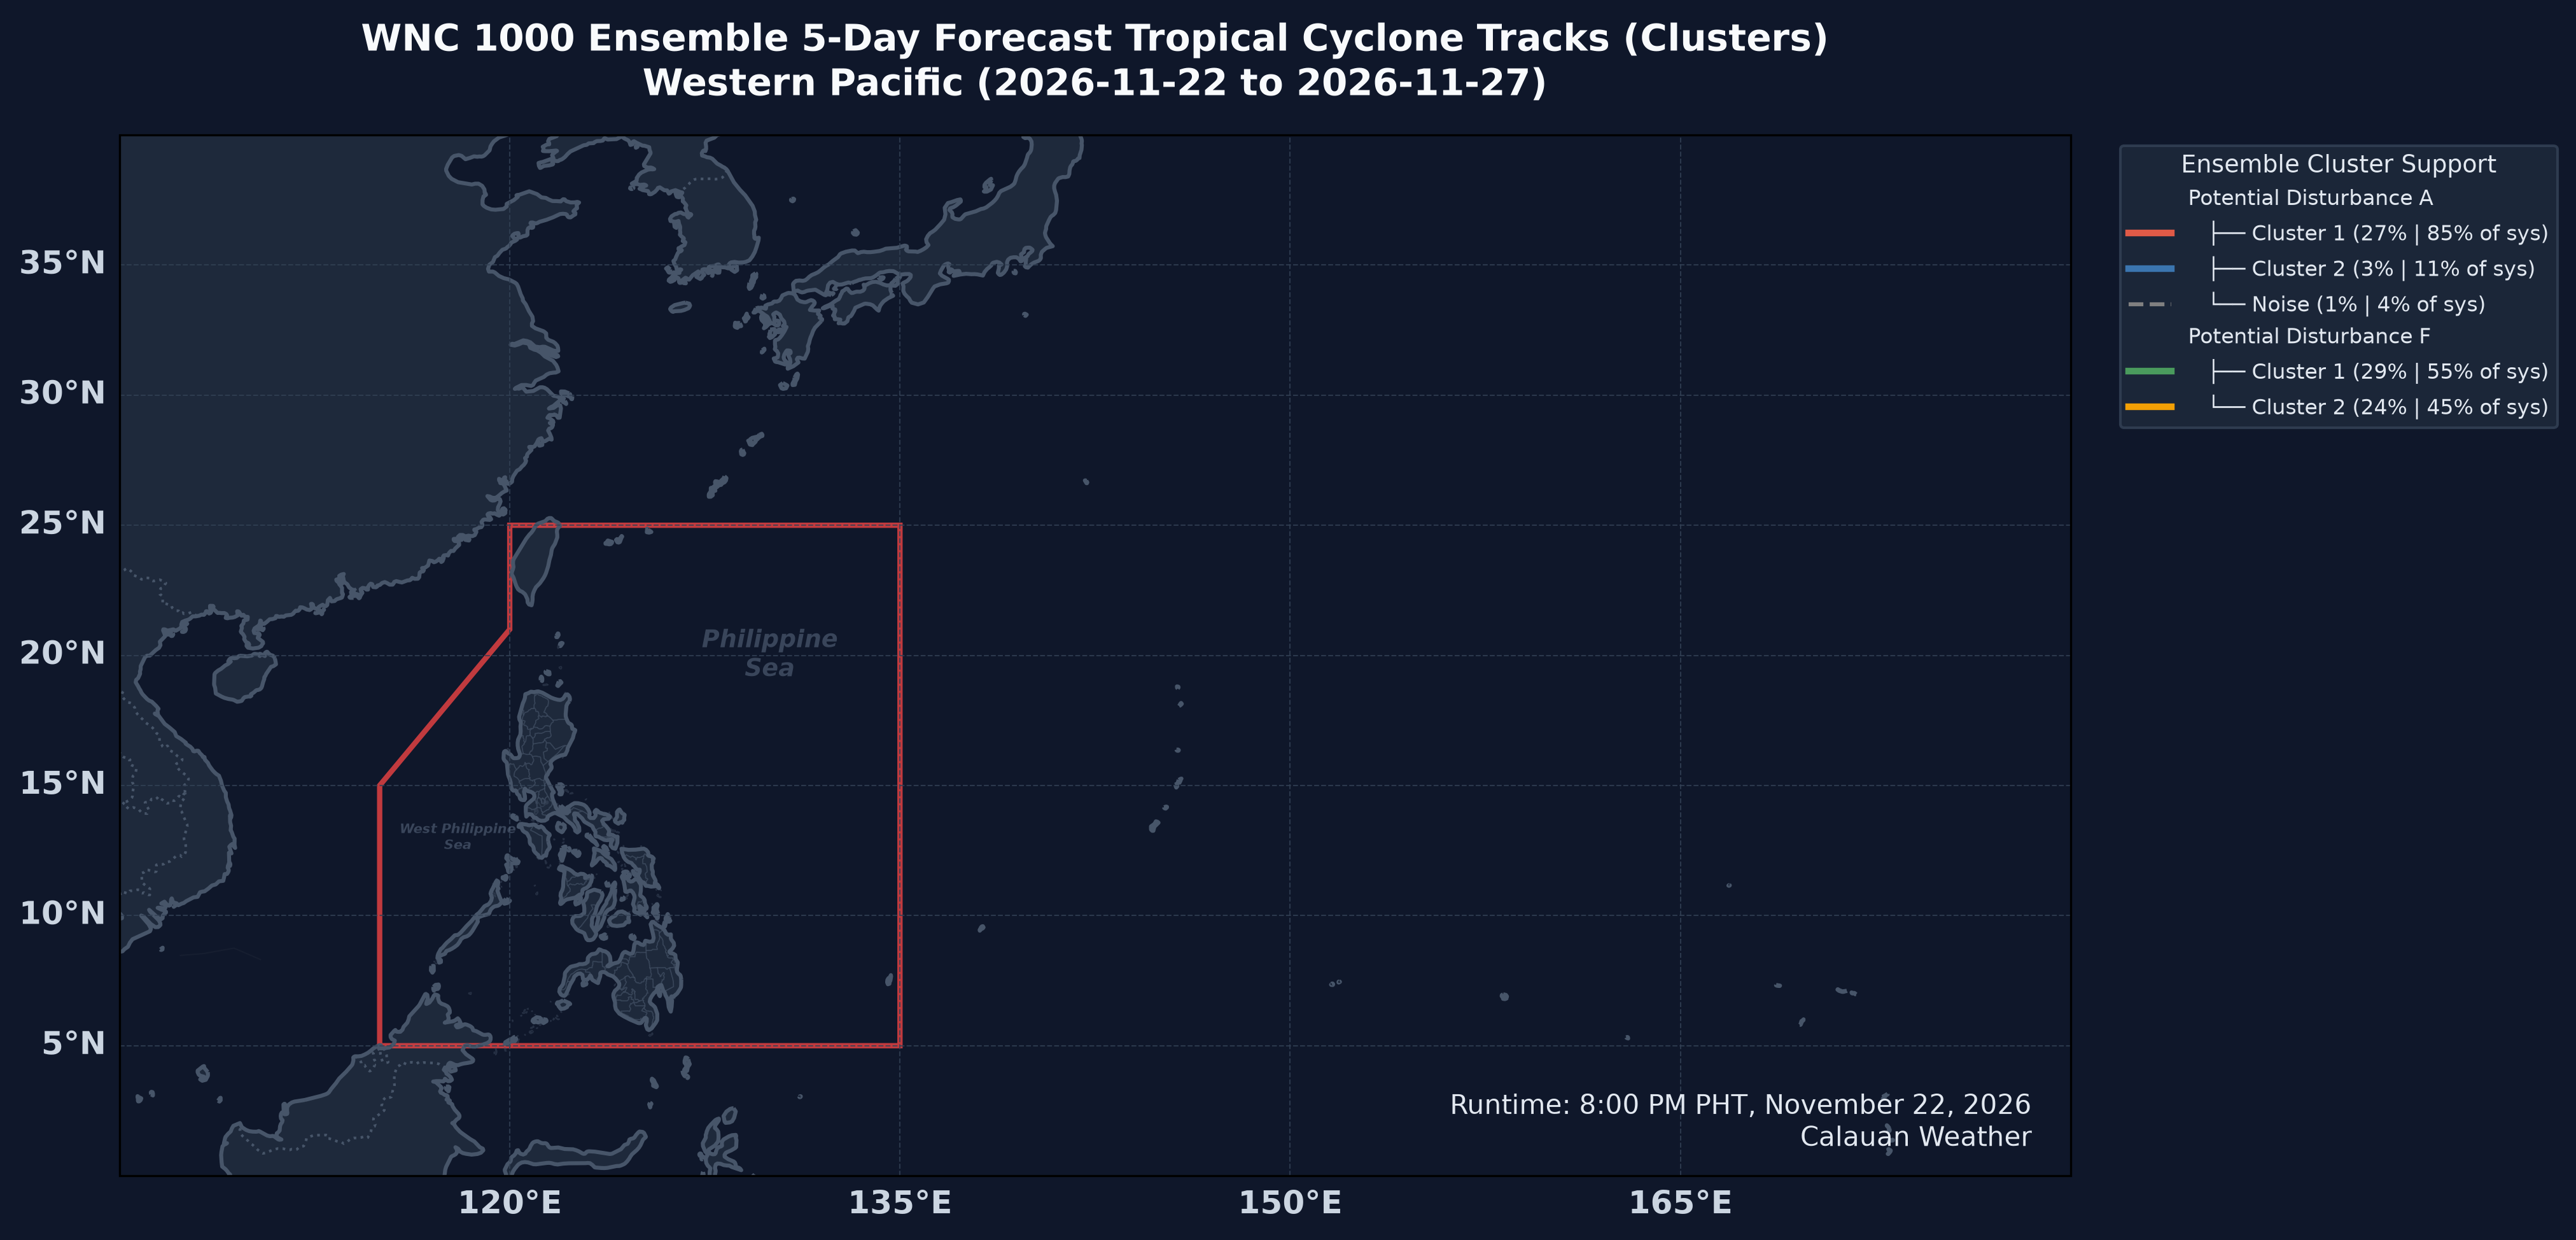 WNC 1000 Ensemble 5-Day Forecast Tropical Cyclone Tracks (Clusters)
Western Pacific (2026-11-22 to 2026-11-27)
Ensemble Cluster Support
Potential Disturbance A
Cluster 1 (27% | 85% of sys)
Cluster 2 (3% | 11% of sys)
Noise (1% | 4% of sys)
Potential Disturbance F
Cluster 1 (29% | 55% of sys)
Cluster 2 (24% | 45% of sys)
35°N
30°N
25°N
20°N
15°N
10°N
5°N
Philippine
Sea
West Philippine
Sea
Runtime: 8:00 PM PHT, November 22, 2026
Calauan Weather
120°E
135°E
150°E
165°E